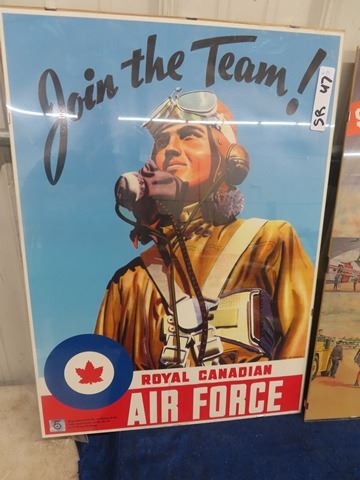 Join the Team!
SR 47
ROYAL CANADIAN
AIR FORCE